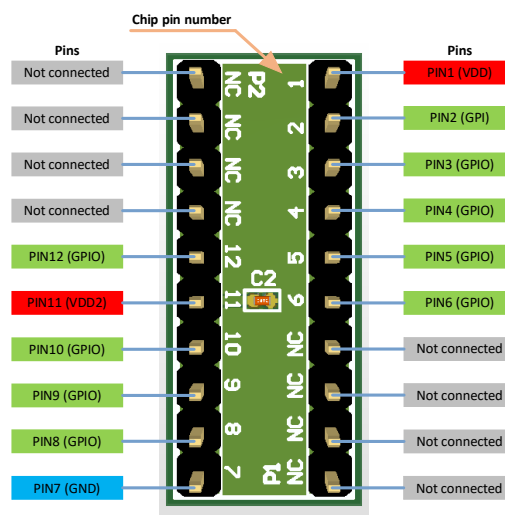 Chip pin number
Pins
Pins
Not connected
NC
P2
1
PIN1 (VDD)
Not connected
NC
2
PIN2 (GPI)
Not connected
NC
3
PIN3 (GPIO)
Not connected
NC
4
PIN4 (GPIO)
PIN12 (GPIO)
12
5
PIN5 (GPIO)
C2
PIN11 (VDD2)
11
6
PIN6 (GPIO)
PIN10 (GPIO)
10
NC
Not connected
PIN9 (GPIO)
9
NC
Not connected
PIN8 (GPIO)
8
NC
Not connected
PIN7 (GND)
7
P1
NC
Not connected